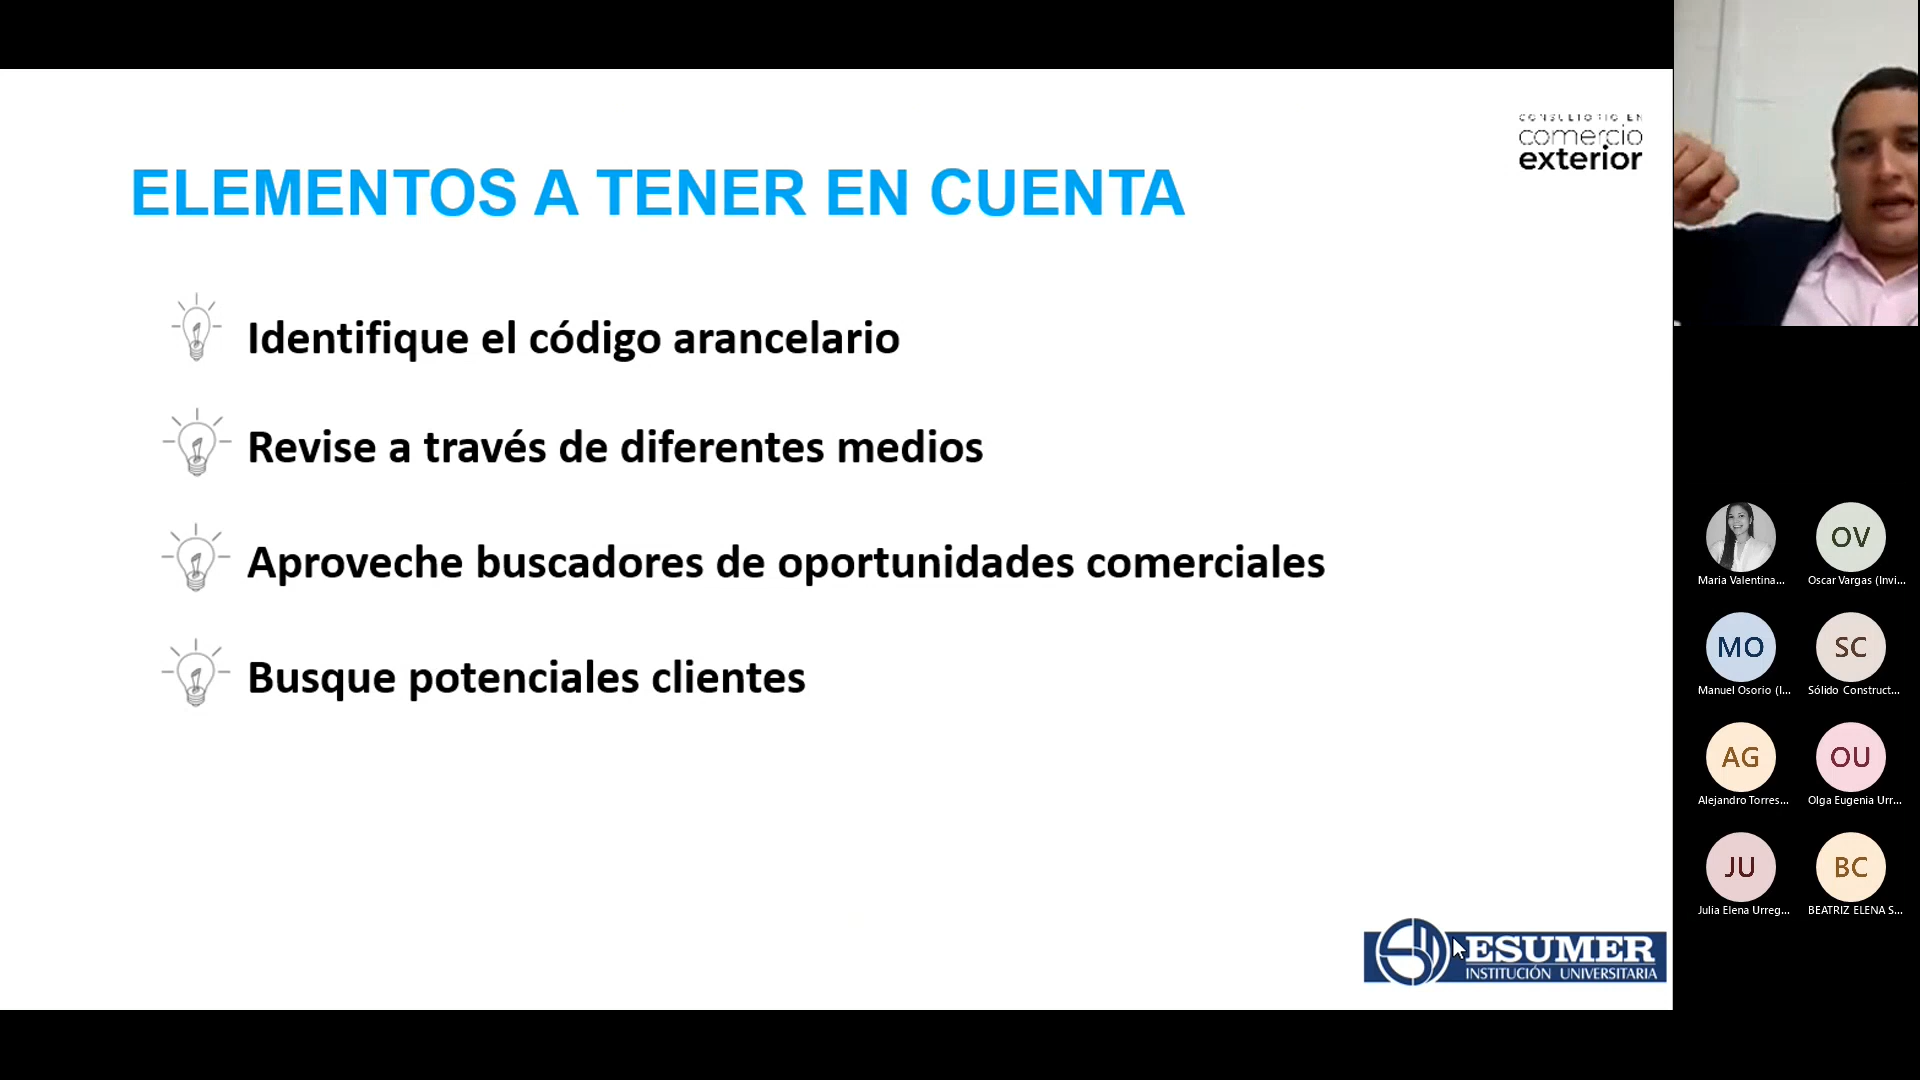 CONSULTORIO EN
comercio
exterior
ELEMENTOS A TENER EN CUENTA
Identifique el código arancelario
Revise a través de diferentes medios
Aproveche buscadores de oportunidades comerciales
Busque potenciales clientes
ESUMER
INSTITUCIÓN UNIVERSITARIA
OV
Maria Valentina...
Oscar Vargas (Invi...
MO
SC
Manuel Osorio (I...
Sólido Construct...
AG
OU
Alejandro Torres...
Olga Eugenia Urr...
JU
BC
Julia Elena Urreg...
BEATRIZ ELENA S...